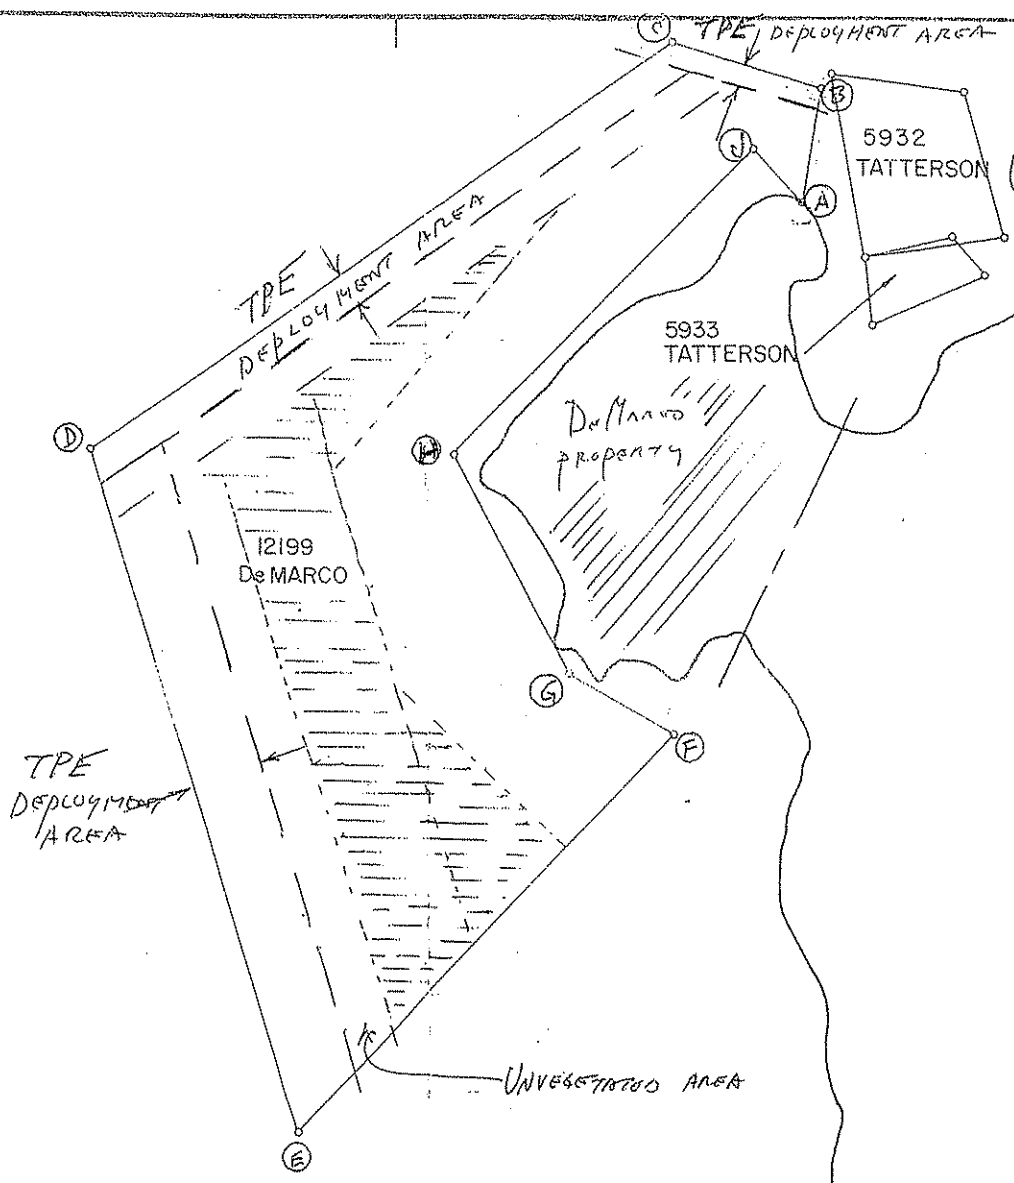 C
TPE DEPLOYMENT AREA
B
5932
TATTERSON
J
A
TPE
DEPLOYMENT AREA
5933
TATTERSON
DeMarco
property
D
H
12199
DeMARCO
G
F
TPE
DEPLOYMENT
AREA
UNVEGETATED AREA
E